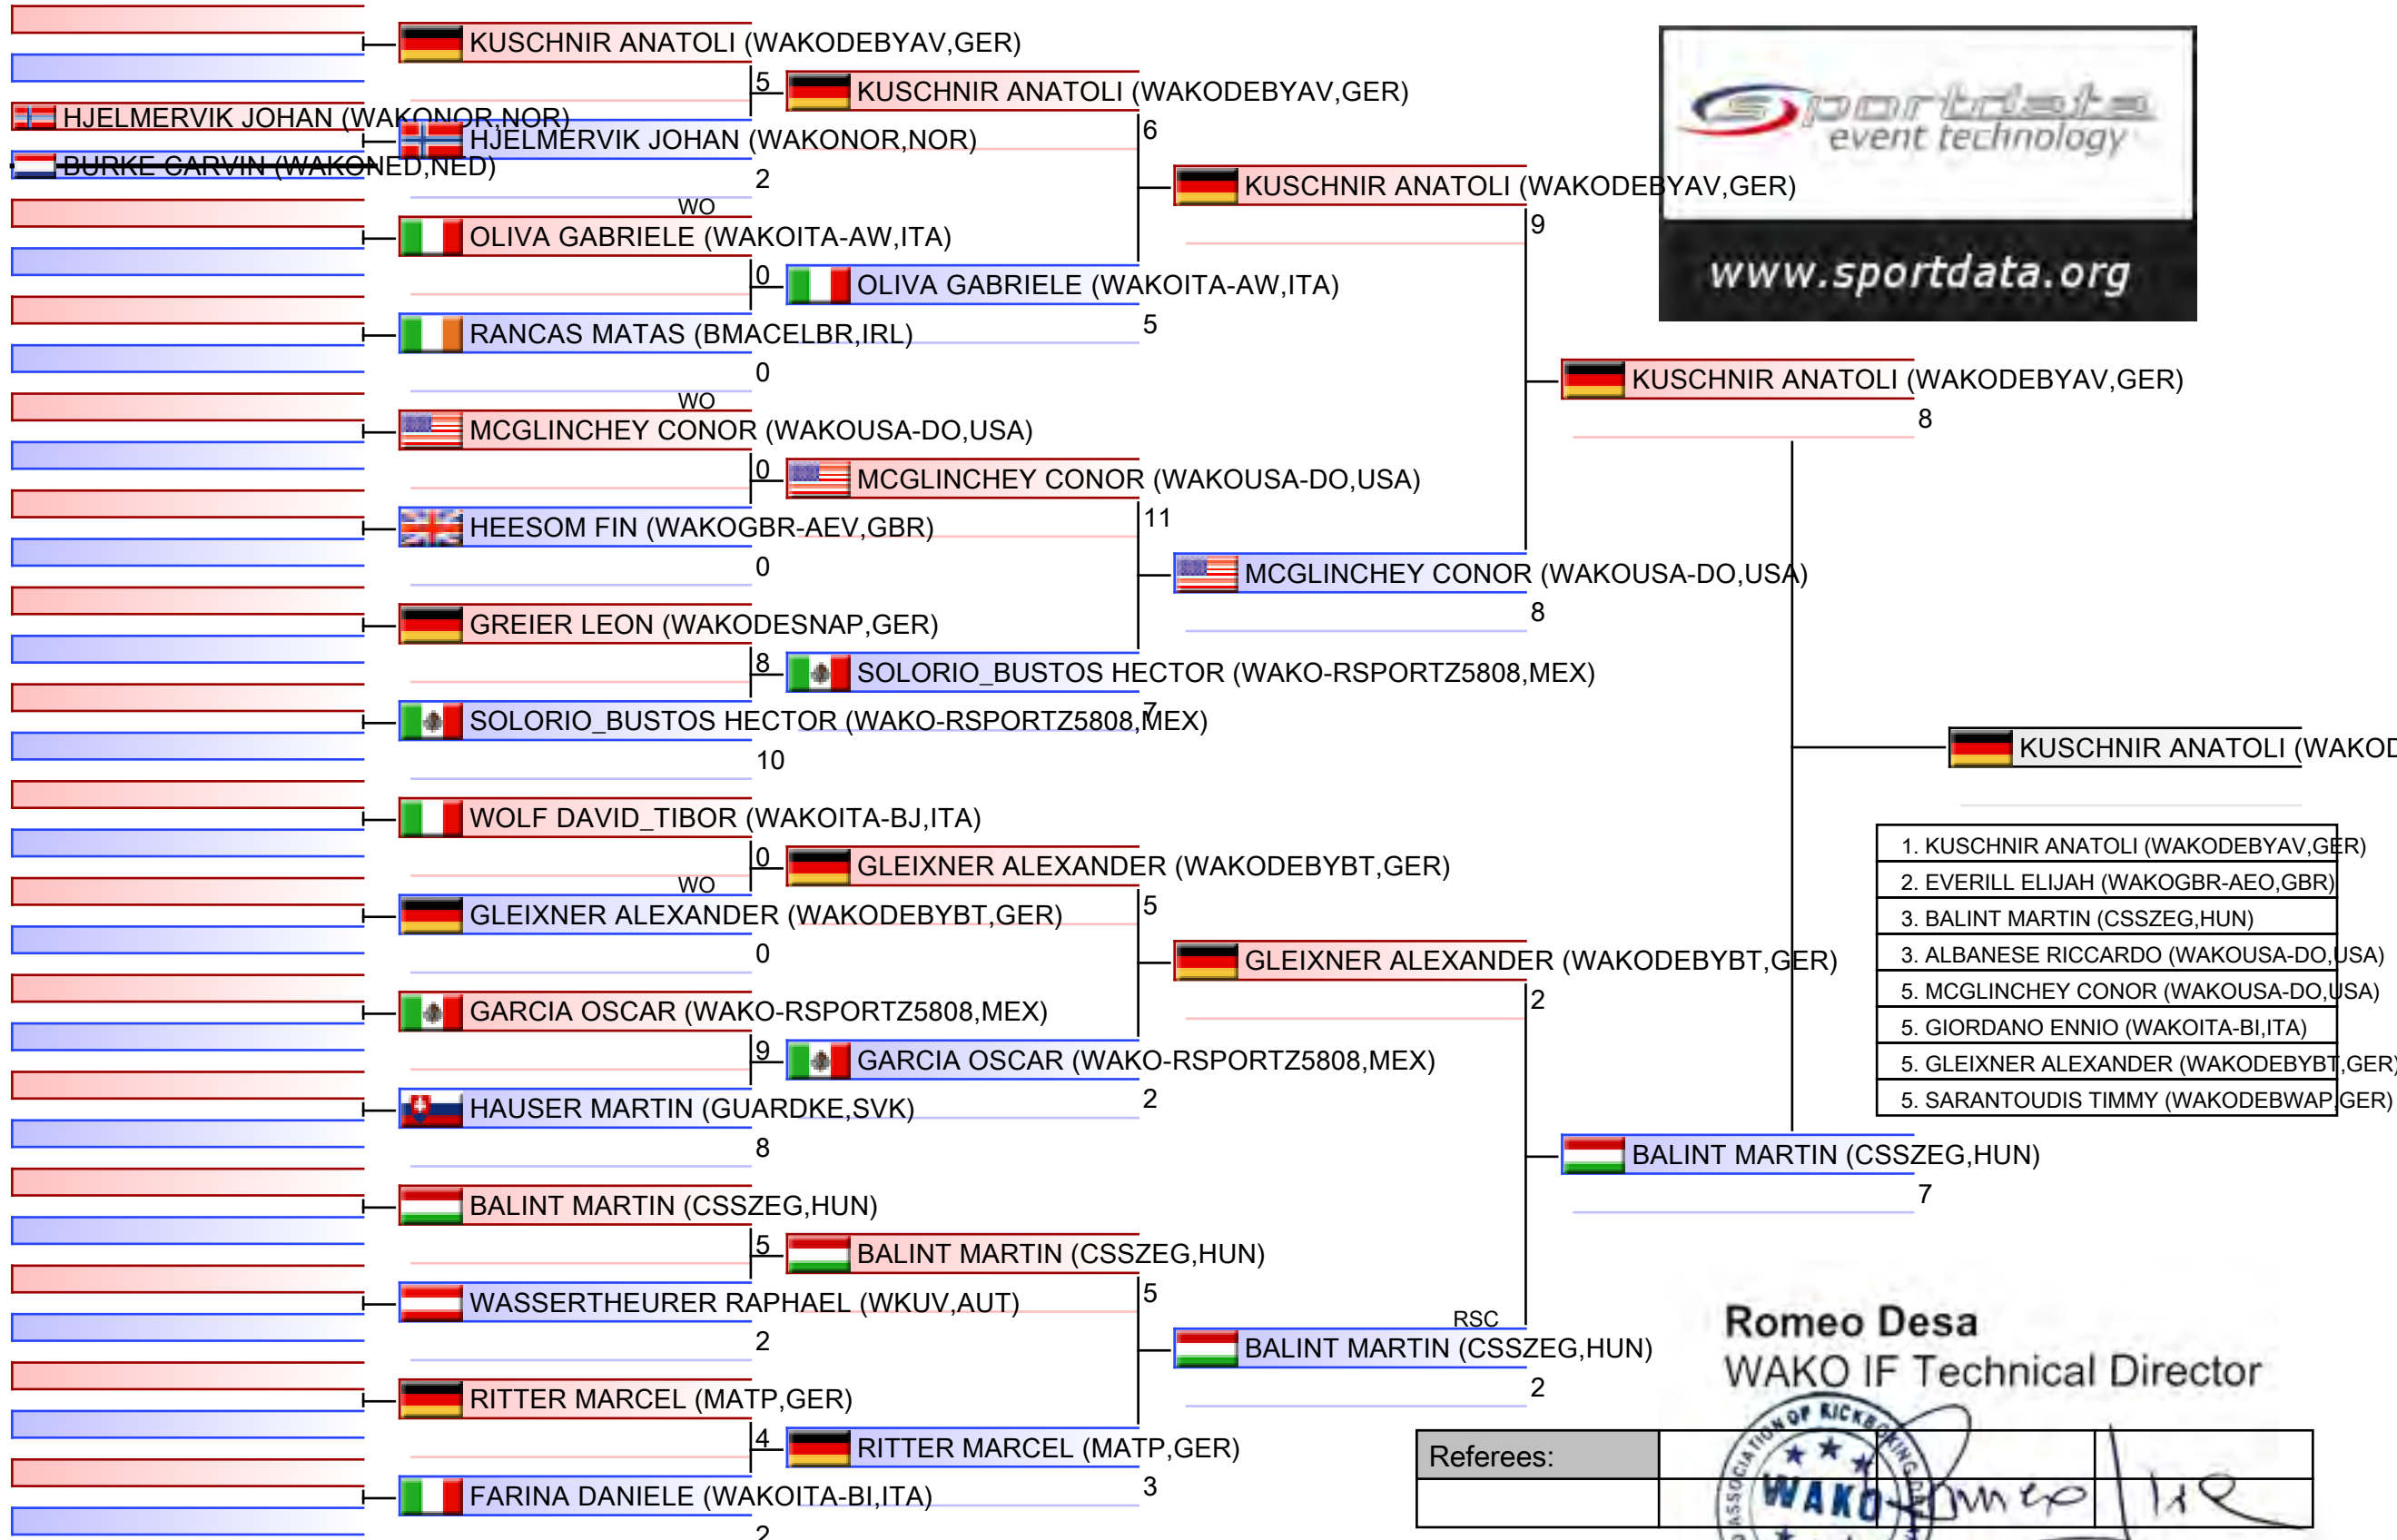 KUSCHNIR ANATOLI (WAKODEBYAV,GER)
5
KUSCHNIR ANATOLI (WAKODEBYAV,GER)
HJELMERVIK JOHAN (WAKONOR,NOR)
HJELMERVIK JOHAN (WAKONOR,NOR)
6
BURKE CARVIN (WAKONED,NED)
2
KUSCHNIR ANATOLI (WAKODEBYAV,GER)
WO
9
OLIVA GABRIELE (WAKOITA-AW,ITA)
0
OLIVA GABRIELE (WAKOITA-AW,ITA)
5
RANCAS MATAS (BMACELBR,IRL)
0
KUSCHNIR ANATOLI (WAKODEBYAV,GER)
8
WO
MCGLINCHEY CONOR (WAKOUSA-DO,USA)
0
MCGLINCHEY CONOR (WAKOUSA-DO,USA)
11
HEESOM FIN (WAKOGBR-AEV,GBR)
0
MCGLINCHEY CONOR (WAKOUSA-DO,USA)
8
GREIER LEON (WAKODESNAP,GER)
8
SOLORIO_BUSTOS HECTOR (WAKO-RSPORTZ5808,MEX)
7
SOLORIO_BUSTOS HECTOR (WAKO-RSPORTZ5808,MEX)
10
KUSCHNIR ANATOLI (WAKOD
WOLF DAVID_TIBOR (WAKOITA-BJ,ITA)
0
GLEIXNER ALEXANDER (WAKODEBYBT,GER)
WO
5
GLEIXNER ALEXANDER (WAKODEBYBT,GER)
0
GLEIXNER ALEXANDER (WAKODEBYBT,GER)
2
GARCIA OSCAR (WAKO-RSPORTZ5808,MEX)
9
GARCIA OSCAR (WAKO-RSPORTZ5808,MEX)
2
HAUSER MARTIN (GUARDKE,SVK)
8
BALINT MARTIN (CSSZEG,HUN)
7
BALINT MARTIN (CSSZEG,HUN)
5
BALINT MARTIN (CSSZEG,HUN)
5
WASSERTHEURER RAPHAEL (WKUV,AUT)
2
RSC
BALINT MARTIN (CSSZEG,HUN)
2
RITTER MARCEL (MATP,GER)
4
RITTER MARCEL (MATP,GER)
3
FARINA DANIELE (WAKOITA-BI,ITA)
2
sportdata
event technology
www.sportdata.org
1. KUSCHNIR ANATOLI (WAKODEBYAV,GER)
2. EVERILL ELIJAH (WAKOGBR-AEO,GBR)
3. BALINT MARTIN (CSSZEG,HUN)
3. ALBANESE RICCARDO (WAKOUSA-DO,USA)
5. MCGLINCHEY CONOR (WAKOUSA-DO,USA)
5. GIORDANO ENNIO (WAKOITA-BI,ITA)
5. GLEIXNER ALEXANDER (WAKODEBYBT,GER)
5. SARANTOUDIS TIMMY (WAKODEBWAP,GER)
Romeo Desa
WAKO IF Technical Director
Referees:
ASSOCIATION OF KICKBOXING
WAKO